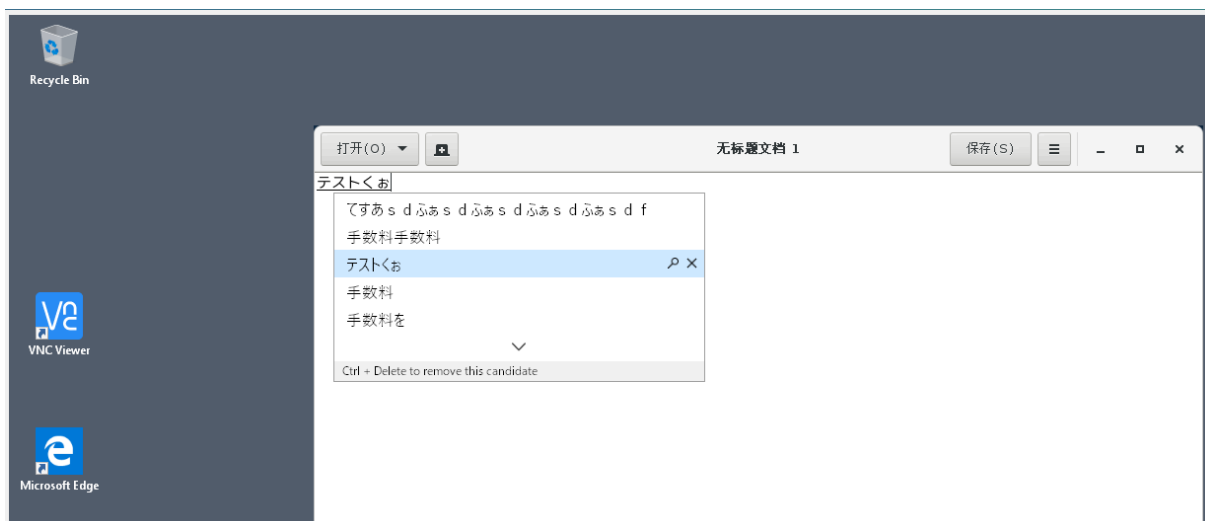 Recycle Bin
打开(O)
无标题文档 1
保存(S)
テストくぉ
てすあｓｄふぁｓｄふぁｓｄふぁｓｄふぁｓｄｆ
手数料手数料
テストくぉ
手数料
手数料を
Ctrl + Delete to remove this candidate
VNC Viewer
Microsoft Edge